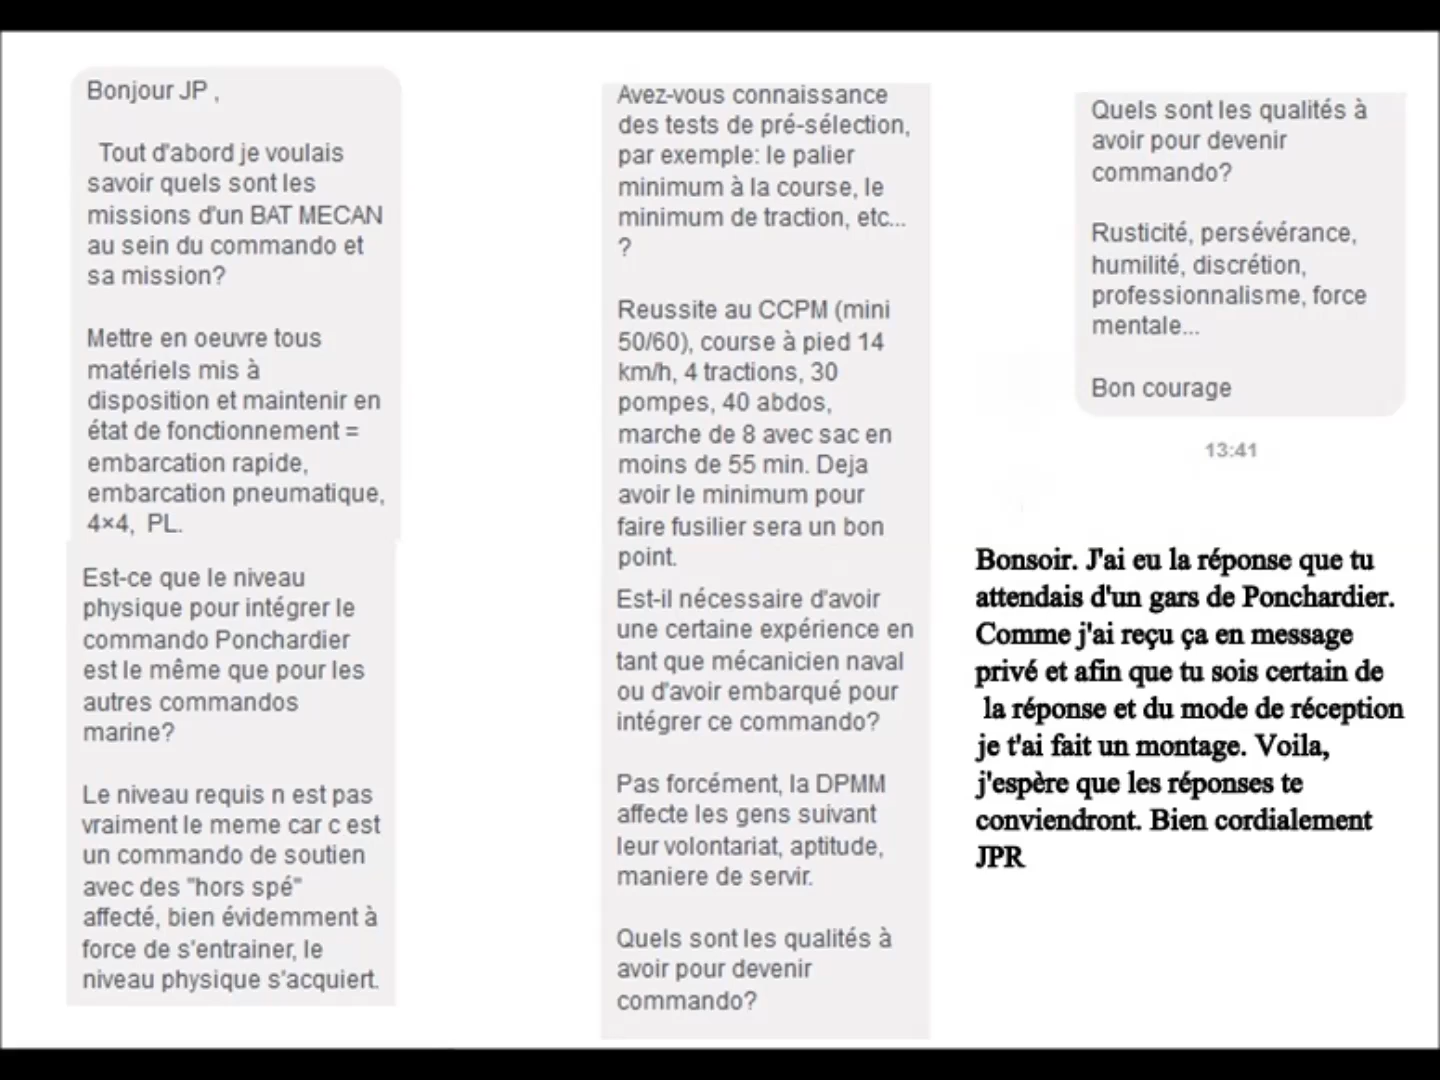 Bonjour JP ,
Tout d'abord je voulais
savoir quels sont les
missions d'un BAT MECAN
au sein du commando et
sa mission?
Mettre en oeuvre tous
matériels mis à
disposition et maintenir en
état de fonctionnement =
embarcation rapide,
embarcation pneumatique,
4×4, PL.
Est-ce que le niveau
physique pour intégrer le
commando Ponchardier
est le même que pour les
autres commandos
marine?
Le niveau requis n est pas
vraiment le meme car c est
un commando de soutien
avec des "hors spé"
affecté, bien évidemment à
force de s'entrainer, le
niveau physique s'acquiert.
Avez-vous connaissance
des tests de pré-sélection,
par exemple: le palier
minimum à la course, le
minimum de traction, etc...
?
Reussite au CCPM (mini
50/60), course à pied 14
km/h, 4 tractions, 30
pompes, 40 abdos,
marche de 8 avec sac en
moins de 55 min. Deja
avoir le minimum pour
faire fusilier sera un bon
point.
Est-il nécessaire d'avoir
une certaine expérience en
tant que mécanicien naval
ou d'avoir embarqué pour
intégrer ce commando?
Pas forcément, la DPMM
affecte les gens suivant
leur volontariat, aptitude,
maniere de servir.
Quels sont les qualités à
avoir pour devenir
commando?
Quels sont les qualités à
avoir pour devenir
commando?
Rusticité, persévérance,
humilité, discrétion,
professionnalisme, force
mentale...
Bon courage
13:41
Bonsoir. J'ai eu la réponse que tu
attendais d'un gars de Ponchardier.
Comme j'ai reçu ça en message
privé et afin que tu sois certain de
la réponse et du mode de réception
je t'ai fait un montage. Voila,
j'espère que les réponses te
conviendront. Bien cordialement
JPR